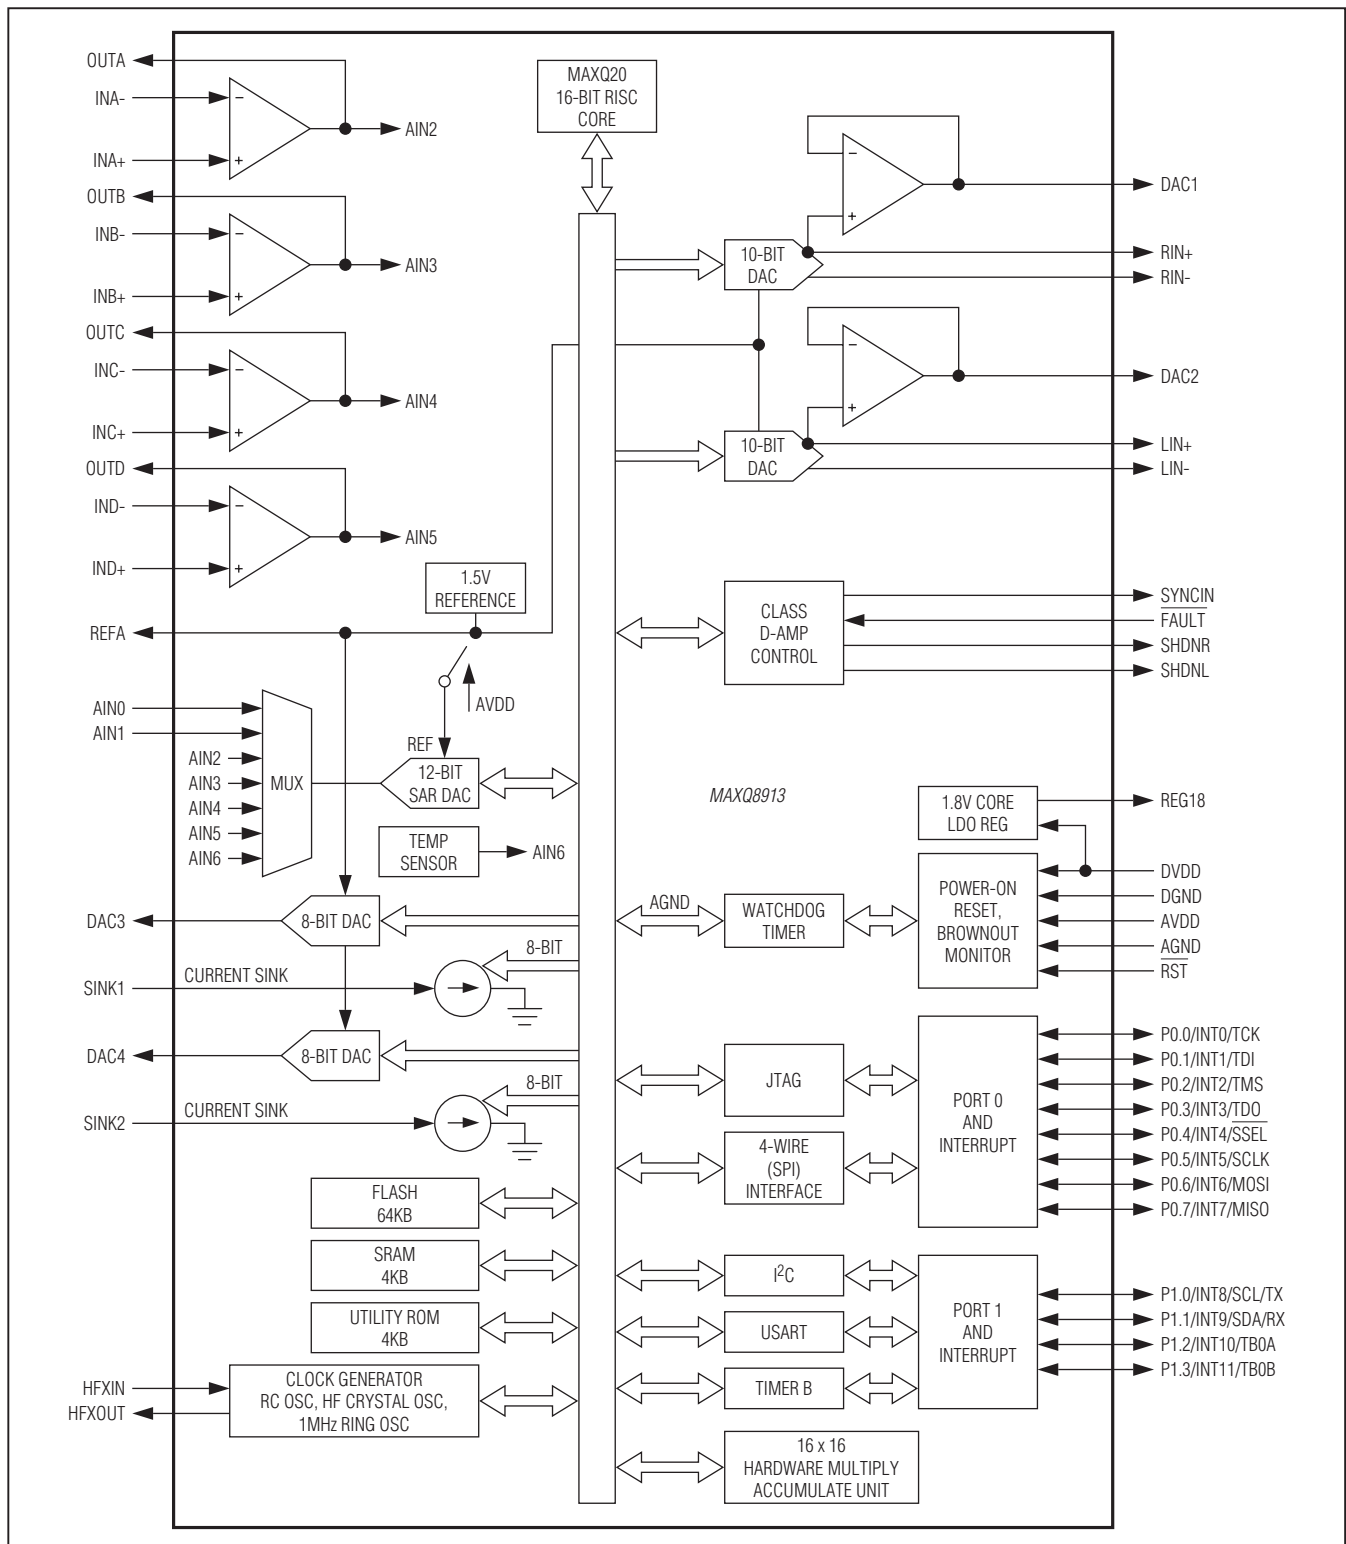 OUTA
INA-
INA+
AIN2
OUTB
INB-
INB+
AIN3
OUTC
INC-
INC+
AIN4
OUTD
IND-
IND+
AIN5
−
+
−
+
−
+
−
+
MAXQ20
16-BIT RISC
CORE
−
+
DAC1
10-BIT
DAC
RIN+
RIN-
−
+
DAC2
10-BIT
DAC
LIN+
LIN-
1.5V
REFERENCE
REFA
AVDD
REF
AIN0
AIN1
AIN2
AIN3
AIN4
AIN5
AIN6
MUX
12-BIT
SAR DAC
TEMP
SENSOR
AIN6
CLASS
D-AMP
CONTROL
SYNCIN
FAULT
SHDNR
SHDNL
MAXQ8913
1.8V CORE
LDO REG
REG18
AGND
WATCHDOG
TIMER
POWER-ON
RESET,
BROWNOUT
MONITOR
DVDD
DGND
AVDD
AGND
RST
DAC3
8-BIT DAC
8-BIT
SINK1
CURRENT SINK
DAC4
8-BIT DAC
8-BIT
SINK2
CURRENT SINK
JTAG
4-WIRE
(SPI)
INTERFACE
PORT 0
AND
INTERRUPT
P0.0/INT0/TCK
P0.1/INT1/TDI
P0.2/INT2/TMS
P0.3/INT3/TDO
P0.4/INT4/SSEL
P0.5/INT5/SCLK
P0.6/INT6/MOSI
P0.7/INT7/MISO
FLASH
64KB
SRAM
4KB
UTILITY ROM
4KB
HFXIN
HFXOUT
CLOCK GENERATOR
RC OSC, HF CRYSTAL OSC,
1MHz RING OSC
I²C
USART
TIMER B
PORT 1
AND
INTERRUPT
P1.0/INT8/SCL/TX
P1.1/INT9/SDA/RX
P1.2/INT10/TB0A
P1.3/INT11/TB0B
16 x 16
HARDWARE MULTIPLY
ACCUMULATE UNIT